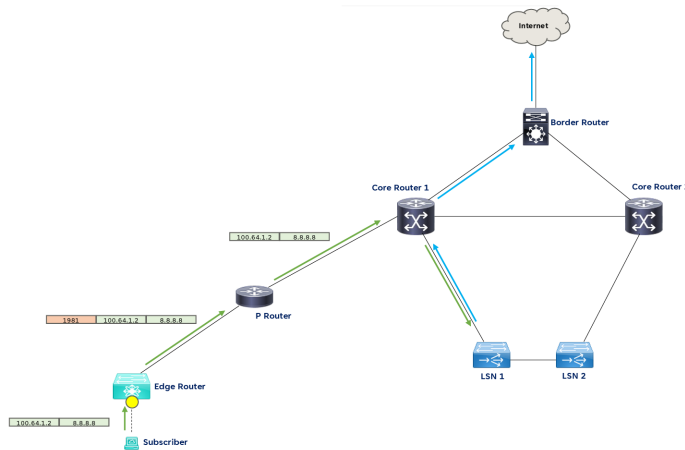 Internet
Border Router
Core Router 1
Core Router
100.64.1.2 8.8.8.8
P Router
1981 100.64.1.2 8.8.8.8
LSN 1
LSN 2
Edge Router
100.64.1.2 8.8.8.8
Subscriber